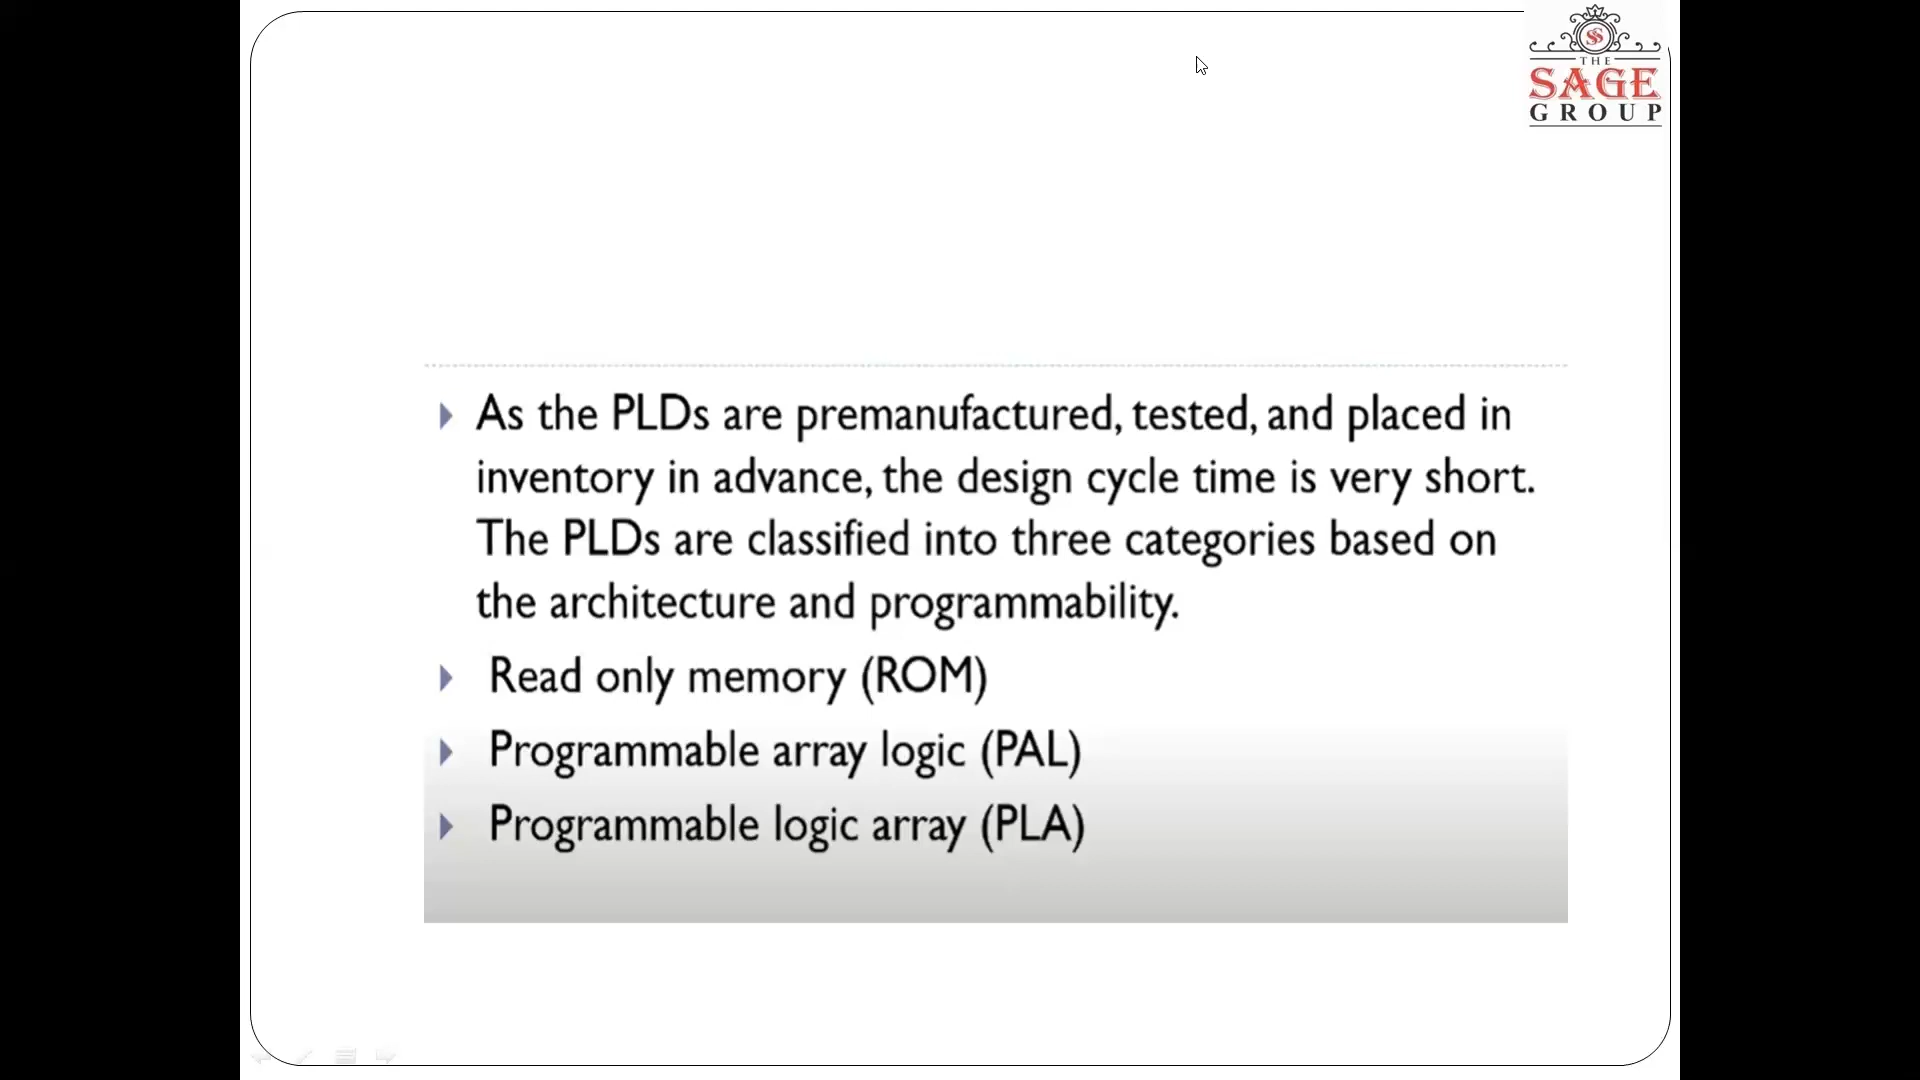 THE
SAGE
GROUP
As the PLDs are premanufactured, tested, and placed in
inventory in advance, the design cycle time is very short.
The PLDs are classified into three categories based on
the architecture and programmability.
Read only memory (ROM)
Programmable array logic (PAL)
Programmable logic array (PLA)